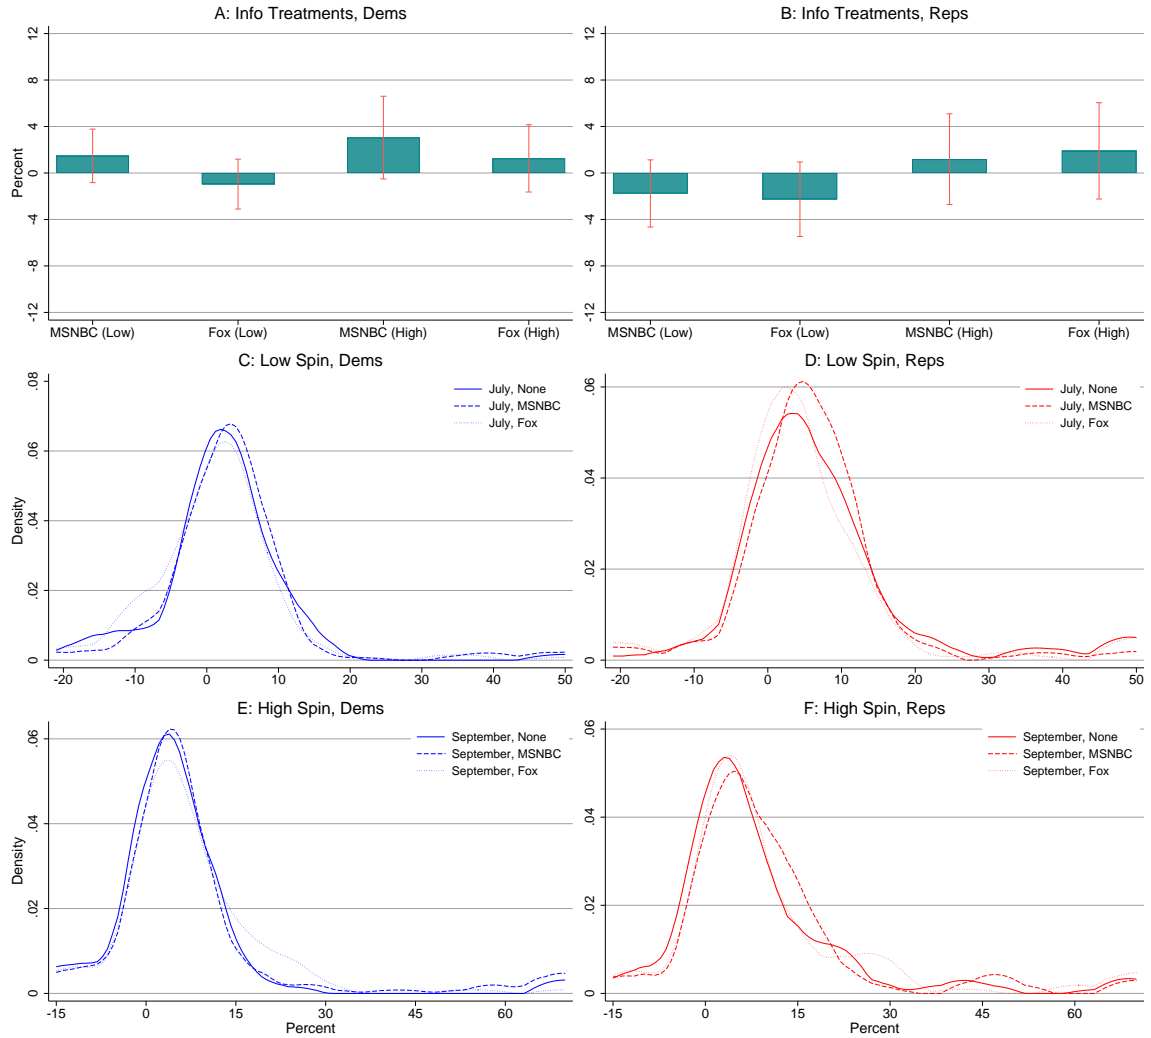 A: Info Treatments, Dems
Percent
12
8
4
0
-4
-8
-12
MSNBC (Low) Fox (Low) MSNBC (High) Fox (High)
B: Info Treatments, Reps
12
8
4
0
-4
-8
-12
MSNBC (Low) Fox (Low) MSNBC (High) Fox (High)
C: Low Spin, Dems
Density
.08
.06
.04
.02
0
July, None
July, MSNBC
July, Fox
-20 -10 0 10 20 30 40 50
D: Low Spin, Reps
.06
.04
.02
0
July, None
July, MSNBC
July, Fox
-20 -10 0 10 20 30 40 50
E: High Spin, Dems
Density
.06
.04
.02
0
September, None
September, MSNBC
September, Fox
-15 0 15 30 45 60
Percent
F: High Spin, Reps
.06
.04
.02
0
September, None
September, MSNBC
September, Fox
-15 0 15 30 45 60
Percent